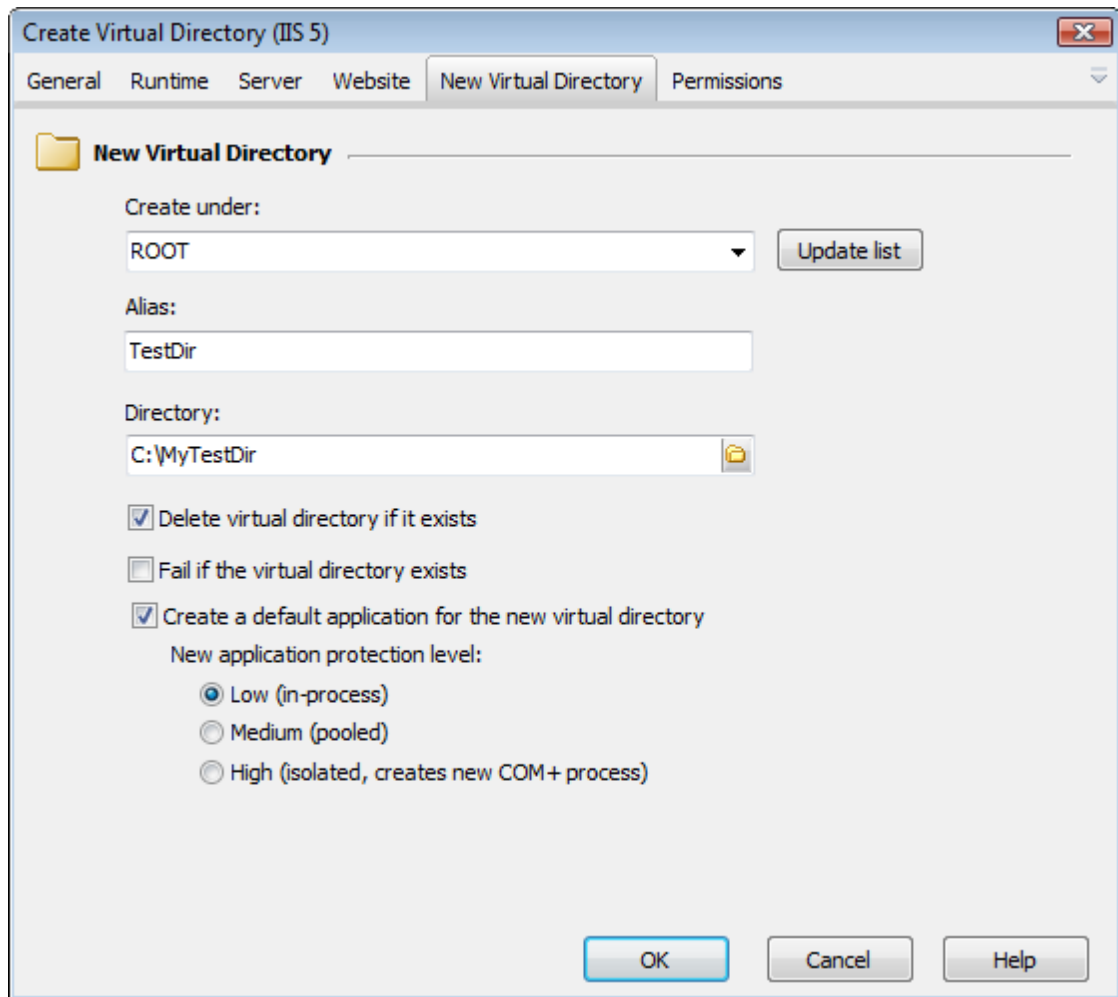 Create Virtual Directory (IIS 5)
General Runtime Server Website New Virtual Directory Permissions
New Virtual Directory
Create under:
ROOT
Update list
Alias:
TestDir
Directory:
C:\MyTestDir
Delete virtual directory if it exists
Fail if the virtual directory exists
Create a default application for the new virtual directory
New application protection level:
Low (in-process)
Medium (pooled)
High (isolated, creates new COM+ process)
OK Cancel Help